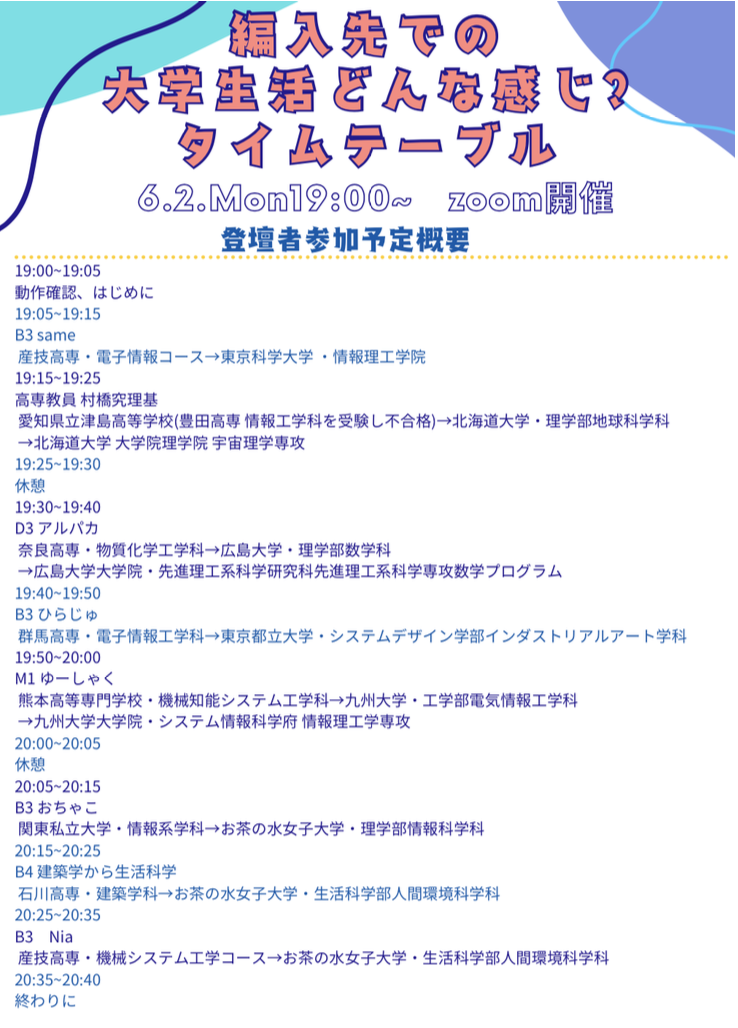 編入先での
大学生活どんな感じ?
タイムテーブル
6.2.Mon19:00~　zoom開催
登壇者参加予定概要
19:00~19:05
動作確認、はじめに
19:05~19:15
B3 same
産技高専・電子情報コース→東京科学大学 ・情報理工学院
19:15~19:25
高専教員 村橋究理基
愛知県立津島高等学校(豊田高専 情報工学科を受験し不合格)→北海道大学・理学部地球科学科
→北海道大学 大学院理学院 宇宙理学専攻
19:25~19:30
休憩
19:30~19:40
D3 アルパカ
奈良高専・物質化学工学科→広島大学・理学部数学科
→広島大学大学院・先進理工系科学研究科先進理工系科学専攻数学プログラム
19:40~19:50
B3 ひらじゅ
群馬高専・電子情報工学科→東京都立大学・システムデザイン学部インダストリアルアート学科
19:50~20:00
M1 ゆーしゃく
熊本高等専門学校・機械知能システム工学科→九州大学・工学部電気情報工学科
→九州大学大学院・システム情報科学府 情報理工学専攻
20:00~20:05
休憩
20:05~20:15
B3 おちゃこ
関東私立大学・情報系学科→お茶の水女子大学・理学部情報科学科
20:15~20:25
B4 建築学から生活科学
石川高専・建築学科→お茶の水女子大学・生活科学部人間環境科学科
20:25~20:35
B3　Nia
産技高専・機械システム工学コース→お茶の水女子大学・生活科学部人間環境科学科
20:35~20:40
終わりに